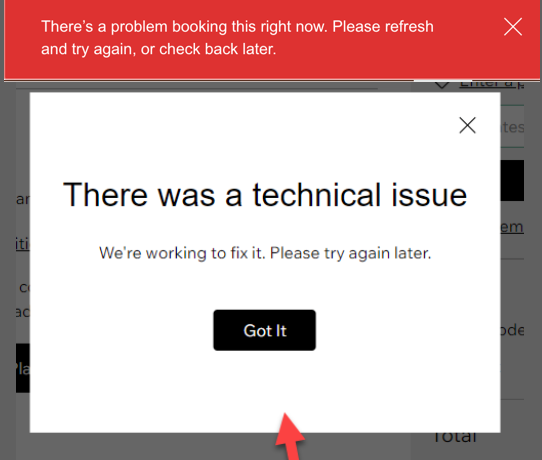 There's a problem booking this right now. Please refresh
and try again, or check back later.
There was a technical issue
We're working to fix it. Please try again later.
Got It
Total